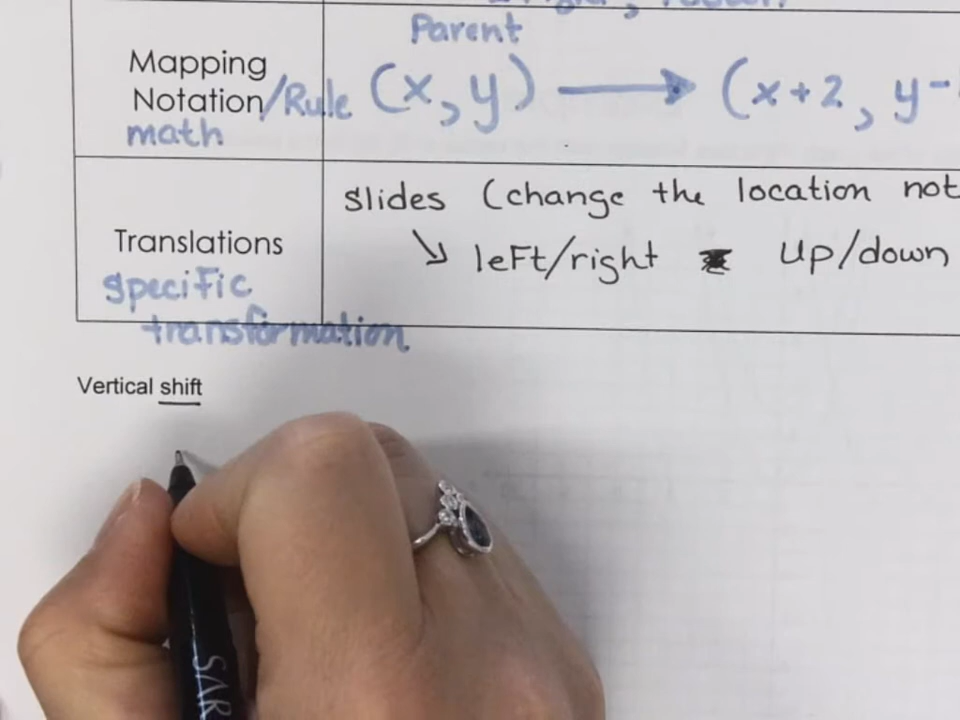 Parent
Mapping
Notation/Rule (x,y) → (x+2, y-
math
Translations
specific
transformation
slides (change the location not
↘ left/right up/down
Vertical shift
SAR